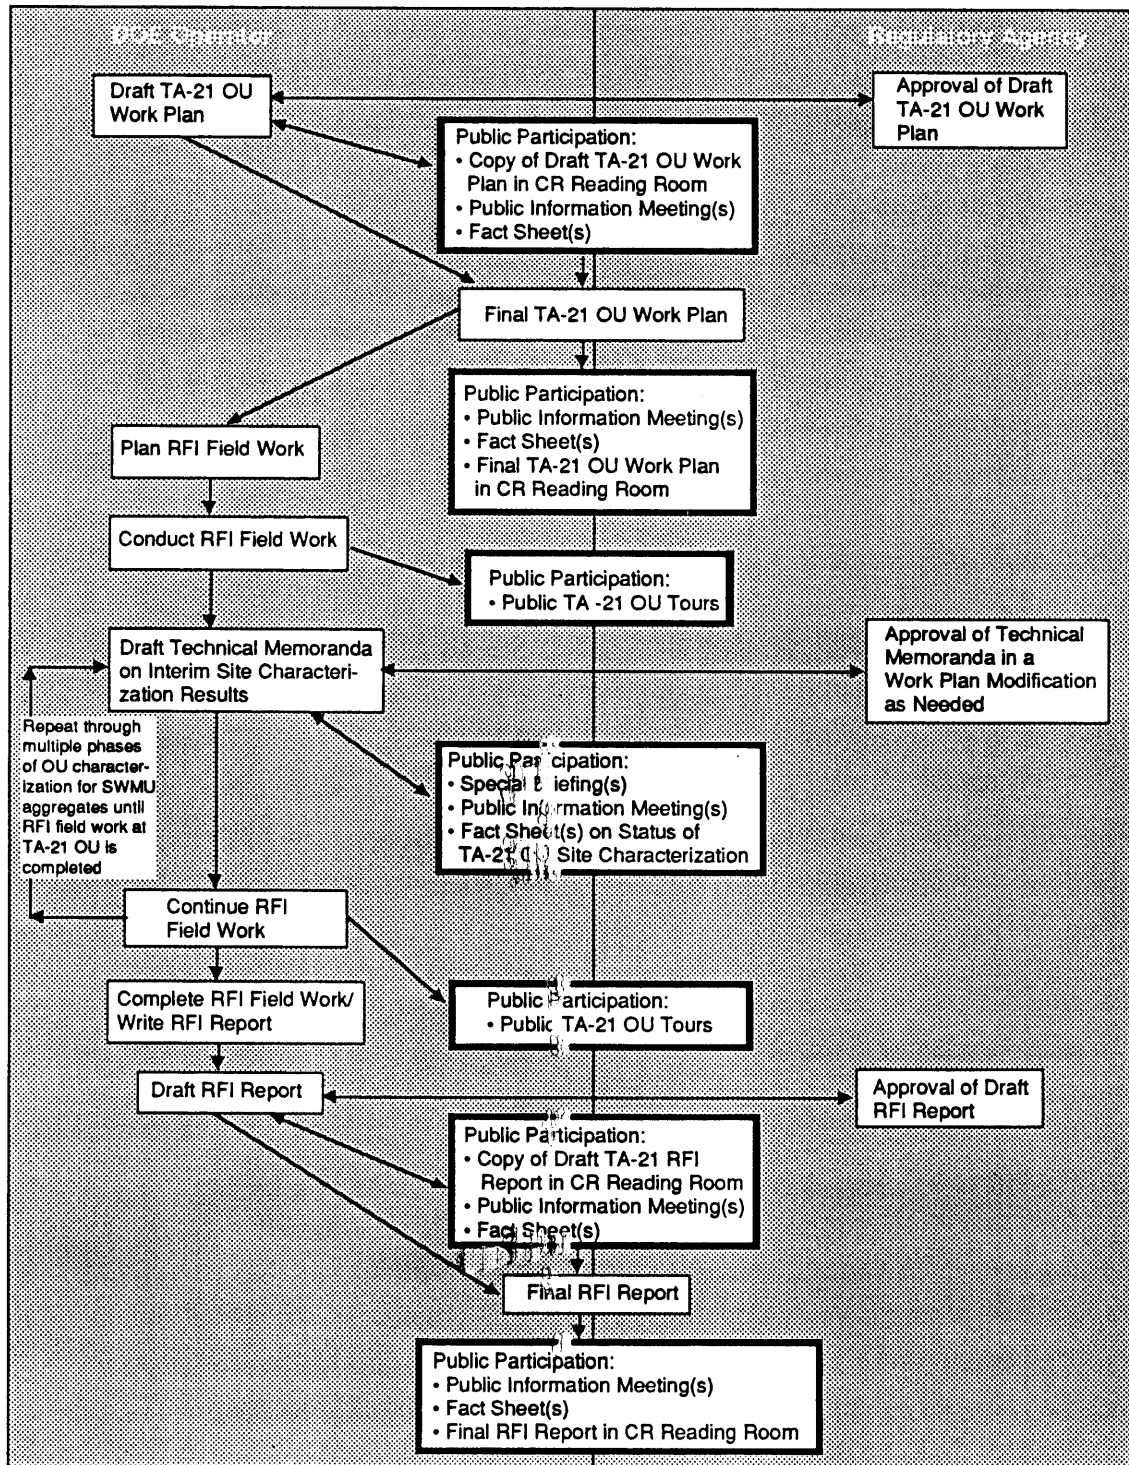 DOE Operator
Regulatory Agency
Draft TA-21 OU
Work Plan
Approval of Draft
TA-21 OU Work
Plan
Public Participation:
• Copy of Draft TA-21 OU Work
Plan in CR Reading Room
• Public Information Meeting(s)
• Fact Sheet(s)
Final TA-21 OU Work Plan
Public Participation:
• Public Information Meeting(s)
• Fact Sheet(s)
• Final TA-21 OU Work Plan
in CR Reading Room
Plan RFI Field Work
Conduct RFI Field Work
Public Participation:
• Public TA -21 OU Tours
Draft Technical Memoranda
on Interim Site Characteri-
zation Results
Approval of Technical
Memoranda in a
Work Plan Modification
as Needed
Repeat through
multiple phases
of OU character-
ization for SWMU
aggregates until
RFI field work at
TA-21 OU is
completed
Public Participation:
• Special Briefing(s)
• Public Information Meeting(s)
• Fact Sheet(s) on Status of
TA-21 OU Site Characterization
Continue RFI
Field Work
Complete RFI Field Work/
Write RFI Report
Public Participation:
• Public TA-21 OU Tours
Draft RFI Report
Approval of Draft
RFI Report
Public Participation:
• Copy of Draft TA-21 RFI
Report in CR Reading Room
• Public Information Meeting(s)
• Fact Sheet(s)
Final RFI Report
Public Participation:
• Public Information Meeting(s)
• Fact Sheet(s)
• Final RFI Report in CR Reading Room